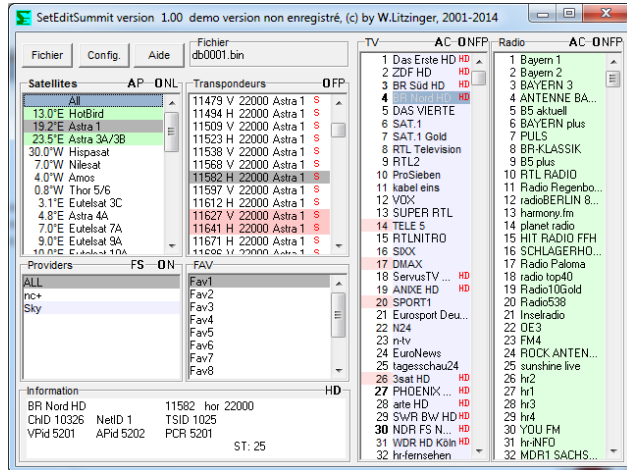 SetEditSummit version 1.00 demo version non enregistré, (c) by W.Litzinger, 2001-2014
Fichier Config. Aide
Fichier
db0001.bin
Satellites AP ONL
All
13.0°E HotBird
19.2°E Astra 1
23.5°E Astra 3A/3B
30.0°W Hispasat
7.0°W Nilesat
4.0°W Amos
0.8°W Thor 5/6
3.1°E Eutelsat 3C
4.8°E Astra 4A
7.0°E Eutelsat 7A
9.0°E Eutelsat 9A
10.0°E Eutelsat 10A
Transpondeurs OFP
11479 V 22000 Astra 1 S
11494 H 22000 Astra 1 S
11509 V 22000 Astra 1 S
11523 H 22000 Astra 1 S
11538 V 22000 Astra 1 S
11568 V 22000 Astra 1 S
11582 H 22000 Astra 1 S
11597 V 22000 Astra 1 S
11612 H 22000 Astra 1 S
11627 V 22000 Astra 1 S
11641 H 22000 Astra 1 S
11671 H 22000 Astra 1 S
11686 V 22000 Astra 1 S
Providers FS ON
ALL
nc+
Sky
FAV
Fav1
Fav2
Fav3
Fav4
Fav5
Fav6
Fav7
Fav8
Information HD
BR Nord HD 11582 hor 22000
ChID 10326 NetID 1 TSID 1025
VPid 5201 APid 5202 PCR 5201
ST: 25
TV AC ONFP
1 Das Erste HD HD
2 ZDF HD HD
3 BR Süd HD HD
4 BR Nord HD HD
5 DAS VIERTE
6 SAT.1
7 SAT.1 Gold
8 RTL Television
9 RTL2
10 ProSieben
11 kabel eins
12 VOX
13 SUPER RTL
14 TELE 5
15 RTLNITRO
16 SIXX
17 DMAX
18 ServusTV ... HD
19 ANIXE HD HD
20 SPORT1
21 Eurosport Deu...
22 N24
23 n-tv
24 EuroNews
25 tagesschau24
26 3sat HD HD
27 PHOENIX ... HD
28 arte HD HD
29 SWR BW HD HD
30 NDR FS N... HD
31 WDR HD Köln HD
32 hr-fernsehen
Radio AC ONFP
1 Bayern 1
2 Bayern 2
3 BAYERN 3
4 ANTENNE BA...
5 B5 aktuell
6 BAYERN plus
7 PULS
8 BR-KLASSIK
9 B5 plus
10 RTL RADIO
11 Radio Regenbo...
12 radioBERLIN 8...
13 harmony.fm
14 planet radio
15 HIT RADIO FFH
16 SCHLAGERHO...
17 Radio Paloma
18 radio top40
19 Radio10Gold
20 Radio538
21 Inselradio
22 OE3
23 FM4
24 ROCK ANTEN...
25 sunshine live
26 hr2
27 hr1
28 hr3
29 hr4
30 YOU FM
31 hr-iNFO
32 MDR1 SACHS...